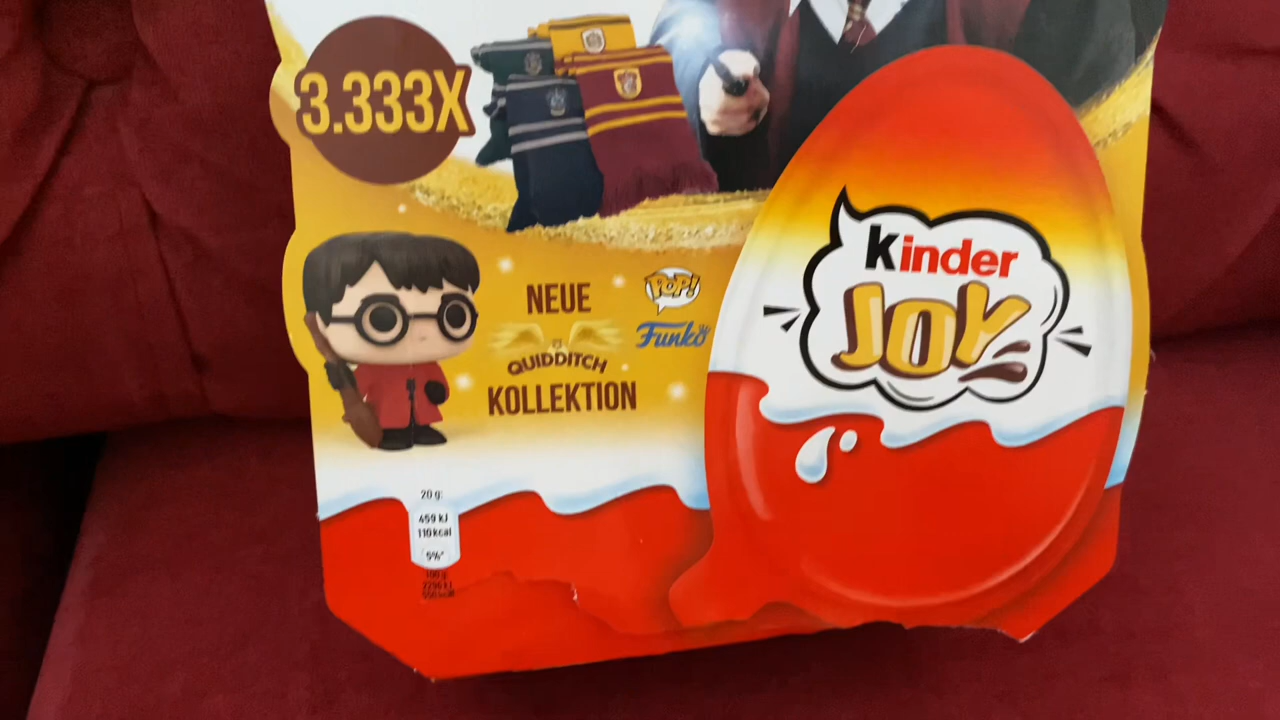 3.333X
NEUE
QUIDDITCH
KOLLEKTION
POP!
Funko
Kinder
JOY
20 g:
459 kJ
110 kcal
5%*
100 g: